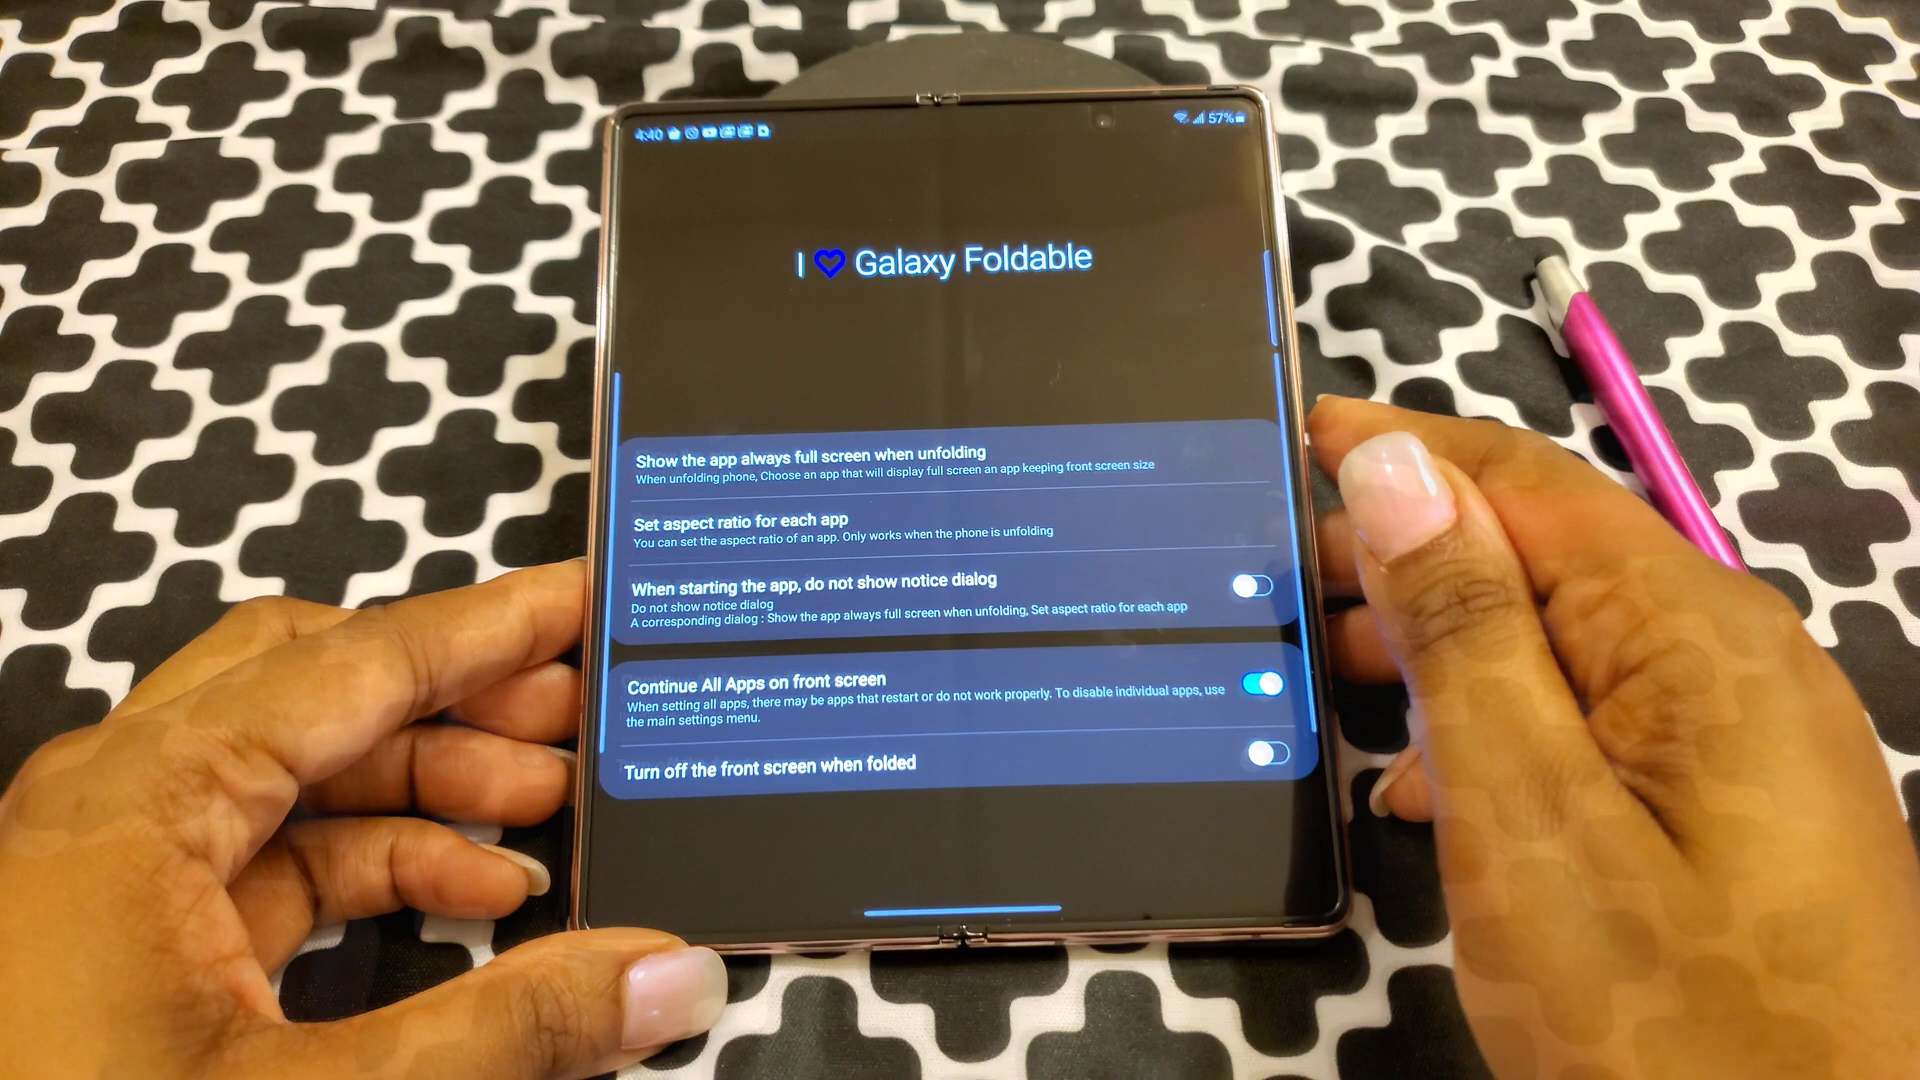 4:40
57%
I Galaxy Foldable
Show the app always full screen when unfolding
When unfolding phone, Choose an app that will display full screen an app keeping front screen size
Set aspect ratio for each app
You can set the aspect ratio of an app. Only works when the phone is unfolding
When starting the app, do not show notice dialog
Do not show notice dialog
A corresponding dialog : Show the app always full screen when unfolding, Set aspect ratio for each app
Continue All Apps on front screen
When setting all apps, there may be apps that restart or do not work properly. To disable individual apps, use
the main settings menu.
Turn off the front screen when folded